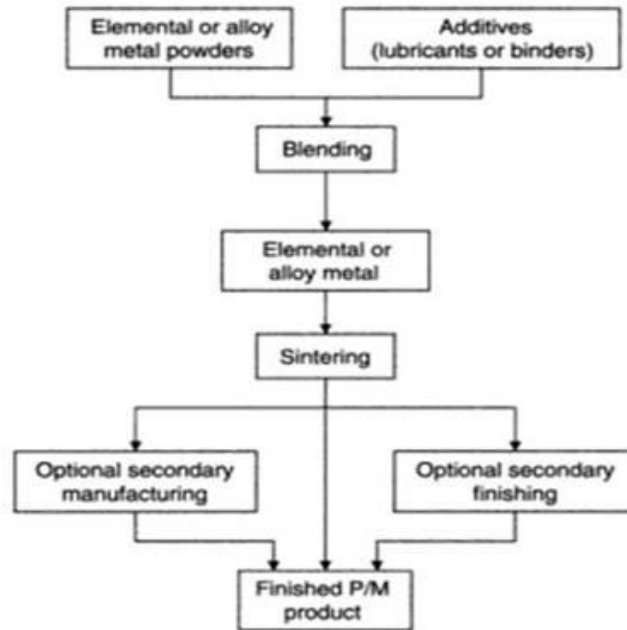 Elemental or alloy
metal powders
Additives
(lubricants or binders)
Blending
Elemental or
alloy metal
Sintering
Optional secondary
manufacturing
Optional secondary
finishing
Finished P/M
product